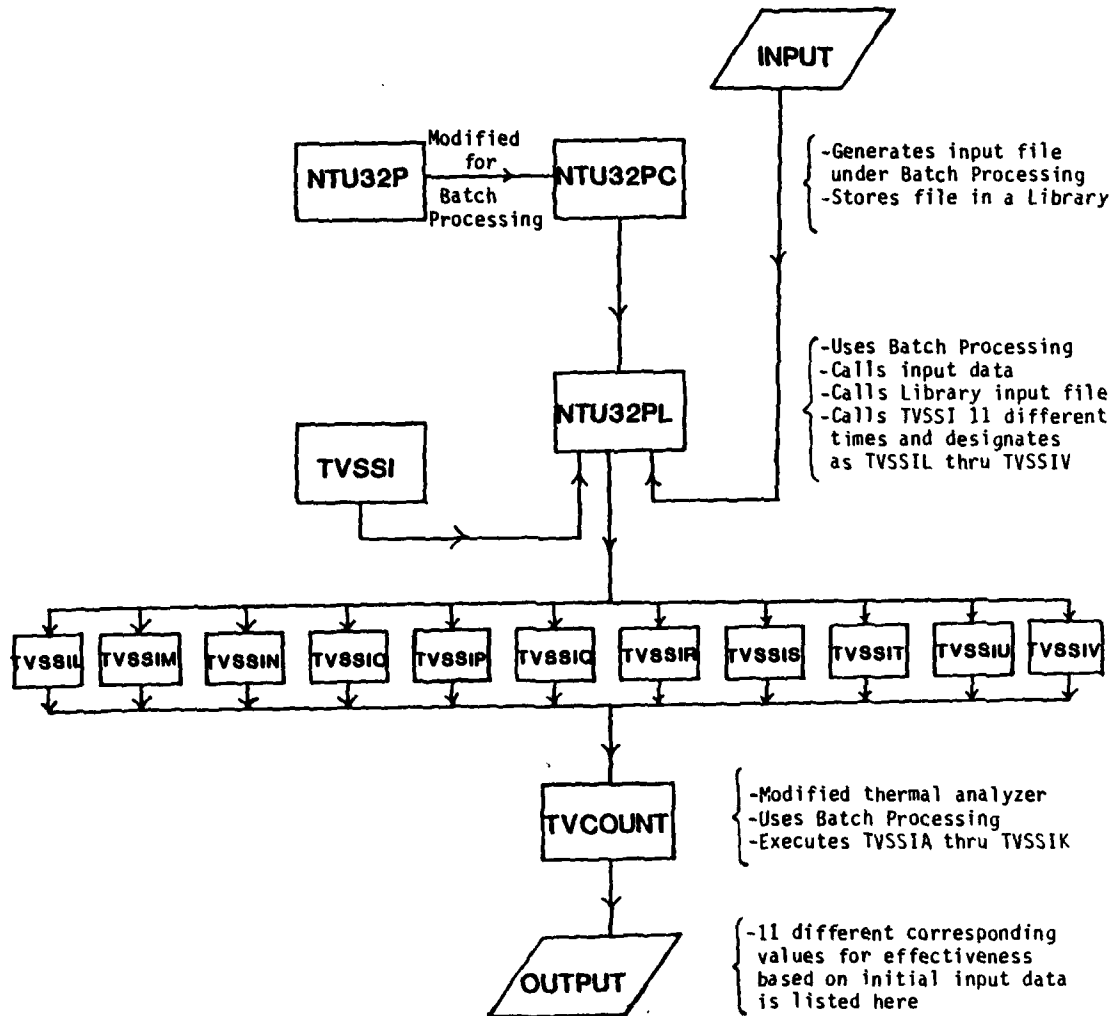 INPUT
NTU32P
Modified
for
Batch
Processing
NTU32PC
-Generates input file
under Batch Processing
-Stores file in a Library
NTU32PL
-Uses Batch Processing
-Calls input data
-Calls Library input file
-Calls TVSSI 11 different
times and designates
as TVSSIL thru TVSSIV
TVSSI
TVSSIL
TVSSIM
TVSSIN
TVSSIO
TVSSIP
TVSSIQ
TVSSIR
TVSSIS
TVSSIT
TVSSIU
TVSSIV
TVCOUNT
-Modified thermal analyzer
-Uses Batch Processing
-Executes TVSSIA thru TVSSIK
OUTPUT
-11 different corresponding
values for effectiveness
based on initial input data
is listed here